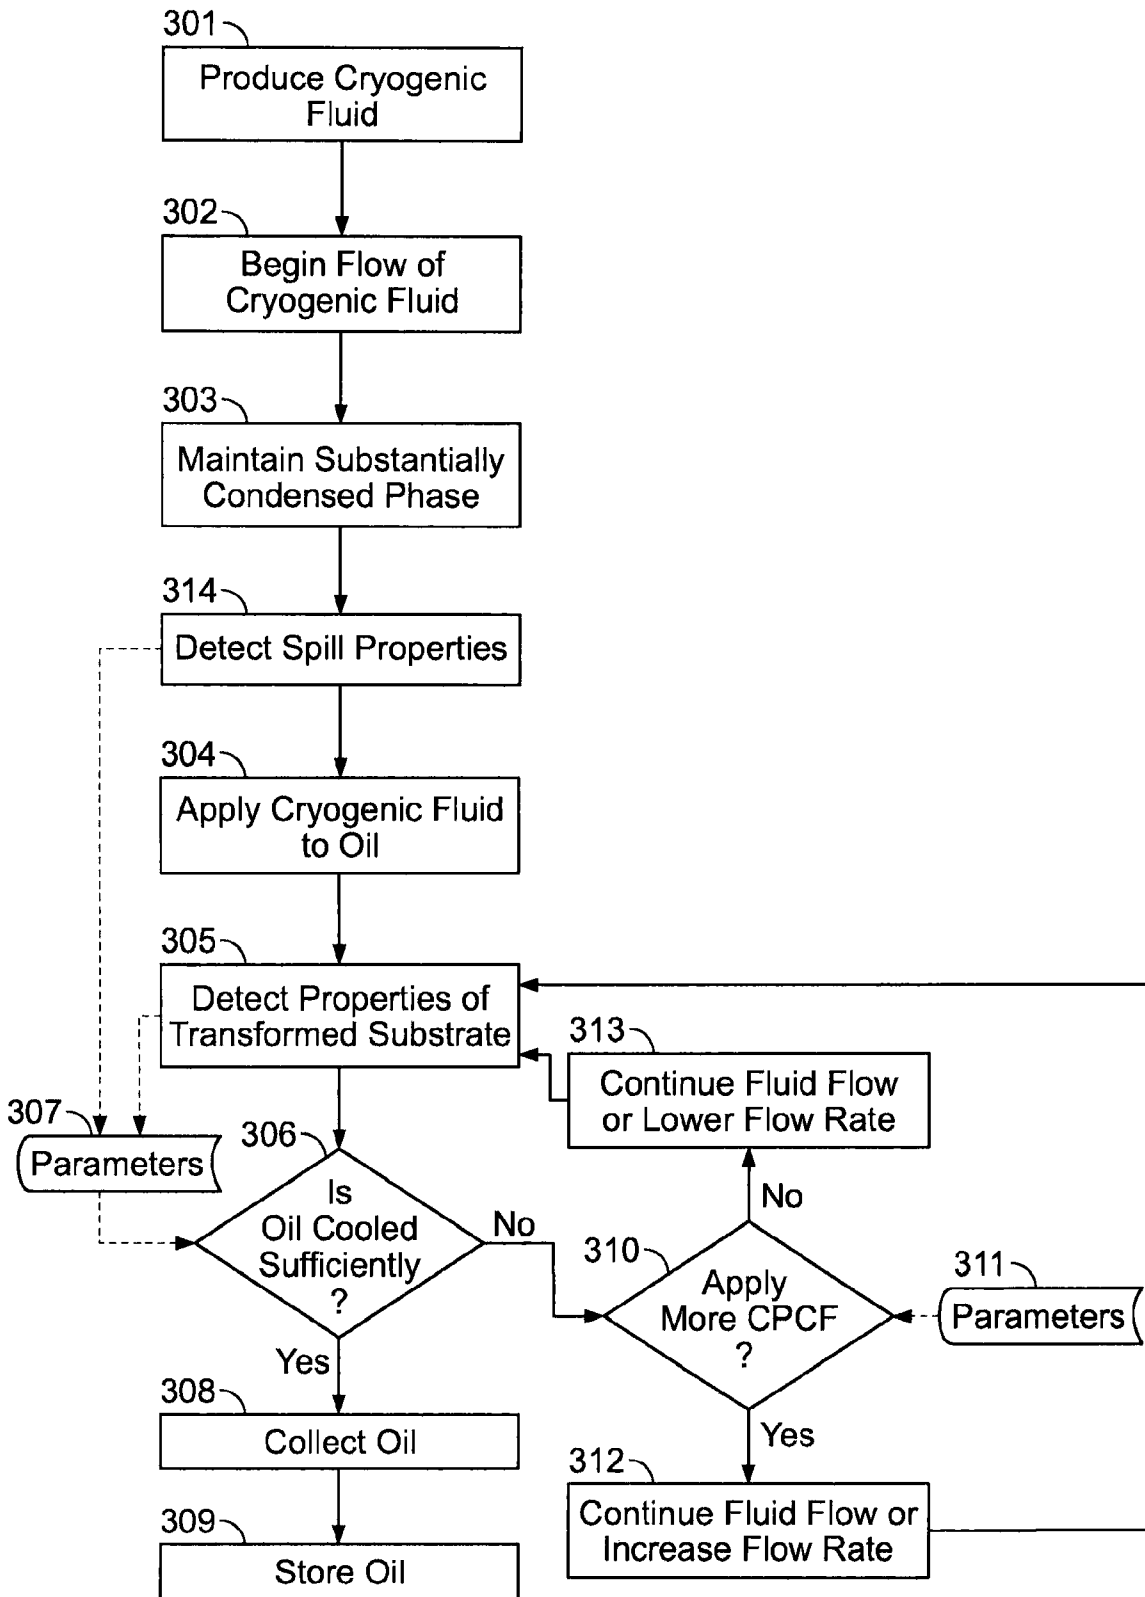 301
Produce Cryogenic
Fluid
302
Begin Flow of
Cryogenic Fluid
303
Maintain Substantially
Condensed Phase
314
Detect Spill Properties
304
Apply Cryogenic Fluid
to Oil
305
Detect Properties of
Transformed Substrate
313
Continue Fluid Flow
or Lower Flow Rate
307
Parameters
306
Is
Oil Cooled
Sufficiently
?
No
No
310
Apply
More CPCF
?
311
Parameters
Yes
308
Collect Oil
Yes
312
Continue Fluid Flow or
Increase Flow Rate
309
Store Oil